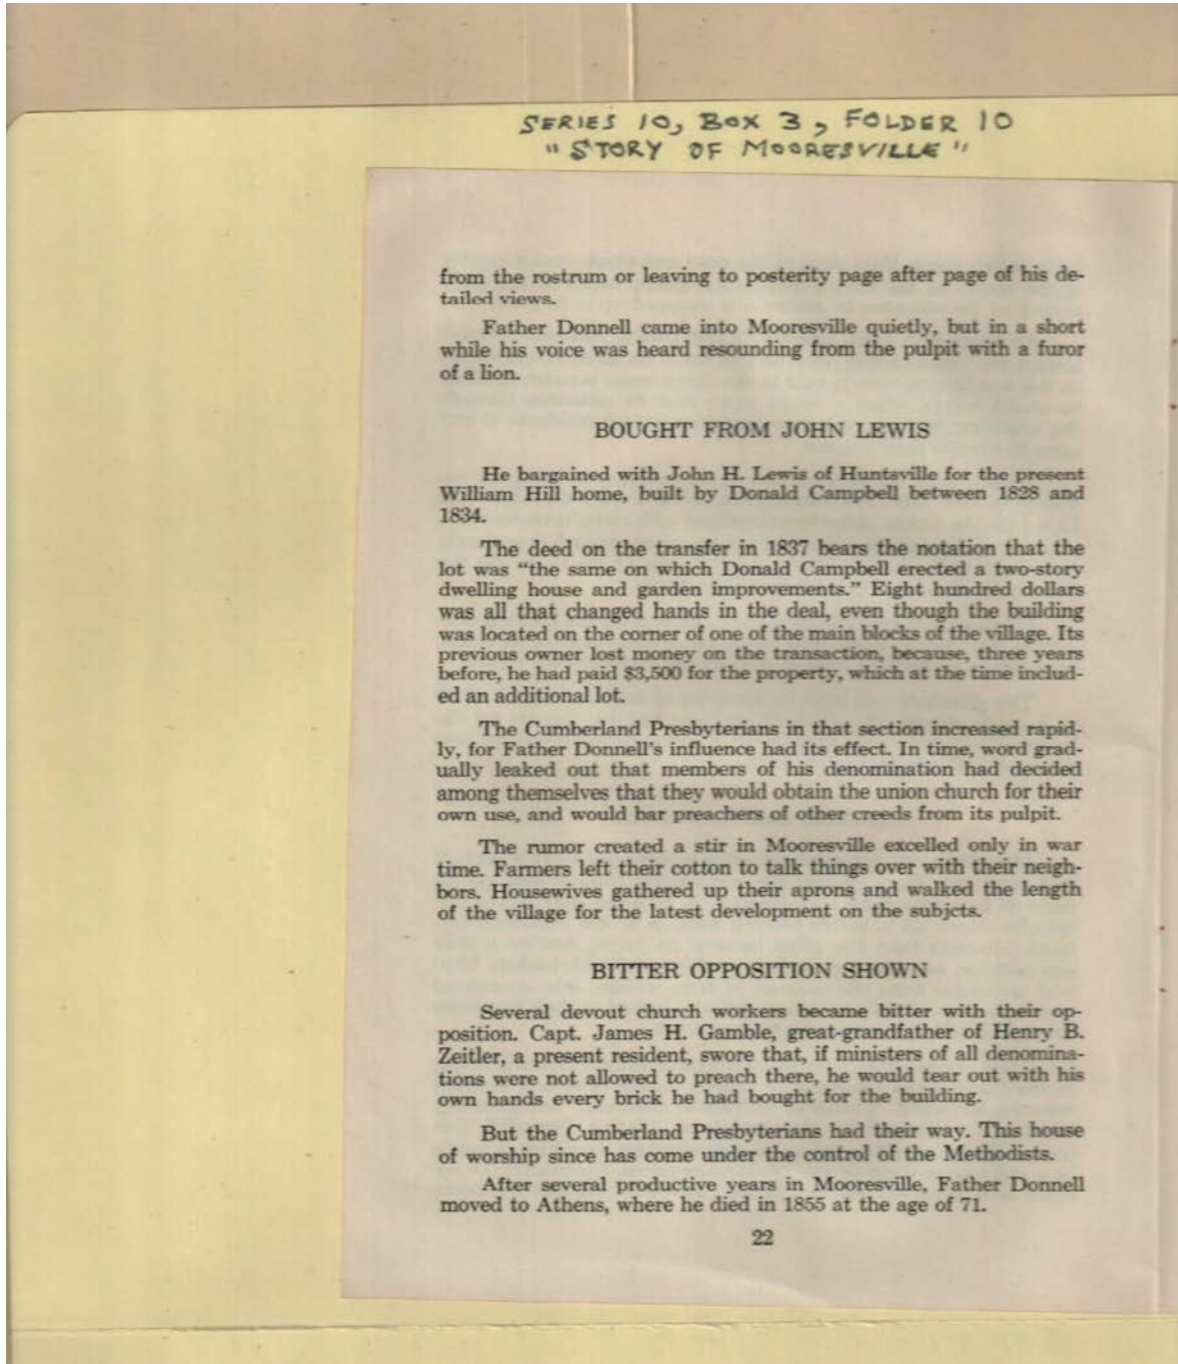 SERIES 10, BOX 3, FOLDER 10
"STORY OF MOORESVILLE"
from the rostrum or leaving to posterity page after page of his de-
tailed views.
Father Donnell came into Mooresville quietly, but in a short
while his voice was heard resounding from the pulpit with a furor
of a lion.
BOUGHT FROM JOHN LEWIS
He bargained with John H. Lewis of Huntsville for the present
William Hill home, built by Donald Campbell between 1828 and
1834.
The deed on the transfer in 1837 bears the notation that the
lot was “the same on which Donald Campbell erected a two-story
dwelling house and garden improvements.” Eight hundred dollars
was all that changed hands in the deal, even though the building
was located on the corner of one of the main blocks of the village. Its
previous owner lost money on the transaction, because, three years
before, he had paid $3,500 for the property, which at the time includ-
ed an additional lot.
The Cumberland Presbyterians in that section increased rapid-
ly, for Father Donnell's influence had its effect. In time, word grad-
ually leaked out that members of his denomination had decided
among themselves that they would obtain the union church for their
own use, and would bar preachers of other creeds from its pulpit.
The rumor created a stir in Mooresville excelled only in war
time. Farmers left their cotton to talk things over with their neigh-
bors. Housewives gathered up their aprons and walked the length
of the village for the latest development on the subjcts.
BITTER OPPOSITION SHOWN
Several devout church workers became bitter with their op-
position. Capt. James H. Gamble, great-grandfather of Henry B.
Zeitler, a present resident, swore that, if ministers of all denomina-
tions were not allowed to preach there, he would tear out with his
own hands every brick he had bought for the building.
But the Cumberland Presbyterians had their way. This house
of worship since has come under the control of the Methodists.
After several productive years in Mooresville, Father Donnell
moved to Athens, where he died in 1855 at the age of 71.
22